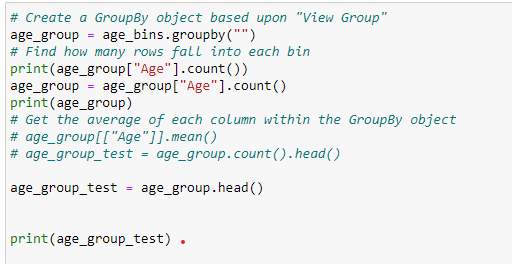 # Create a GroupBy object based upon "View Group"
age_group = age_bins.groupby("")
# Find how many rows fall into each bin
print(age_group["Age"].count())
age_group = age_group["Age"].count()
print(age_group)
# Get the average of each column within the GroupBy object
# age_group[["Age"]].mean()
# age_group_test = age_group.count().head()
age_group_test = age_group.head()
print(age_group_test)